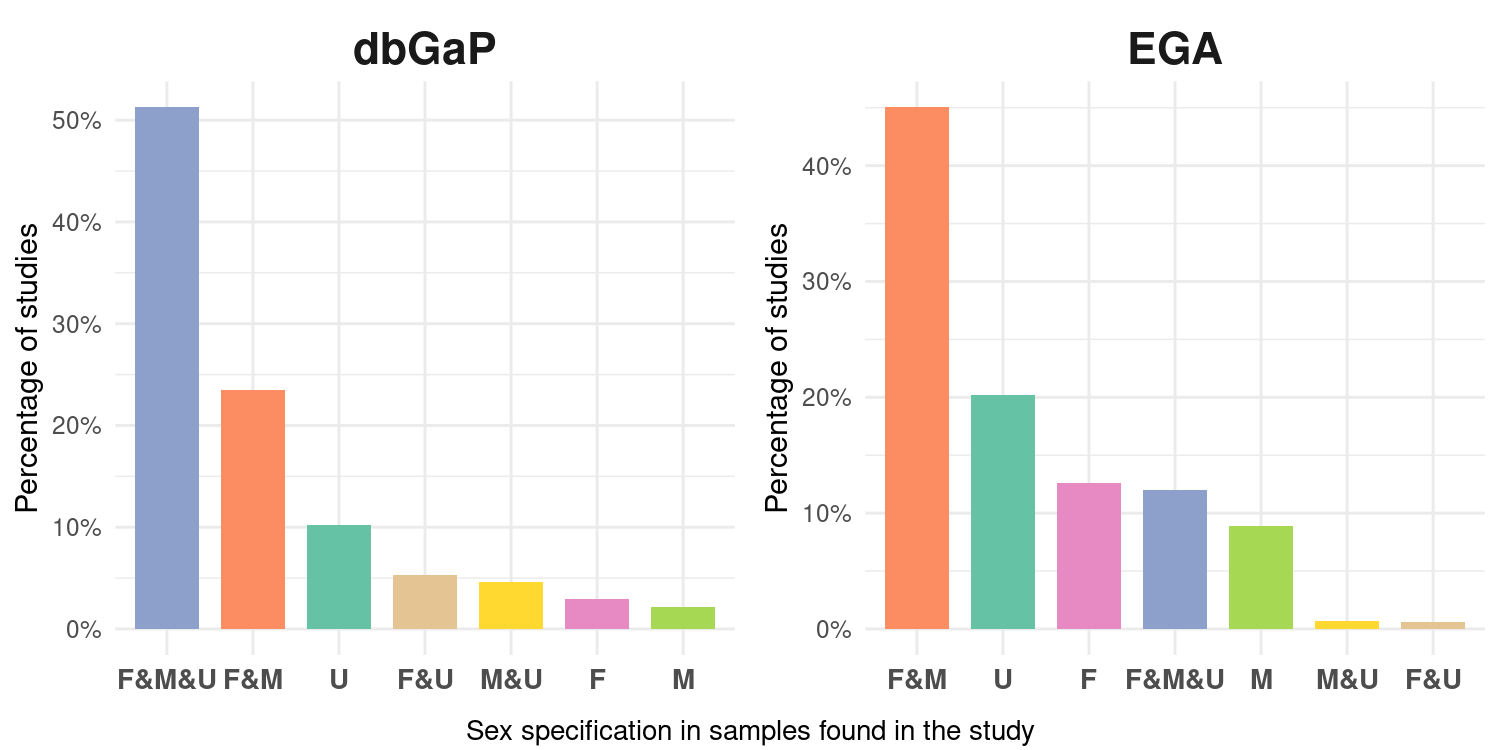 dbGaP
Percentage of studies
50%
40%
30%
20%
10%
0%
F&M&U F&M U F&U M&U F M
EGA
Percentage of studies
40%
30%
20%
10%
0%
F&M U F F&M&U M M&U F&U
Sex specification in samples found in the study